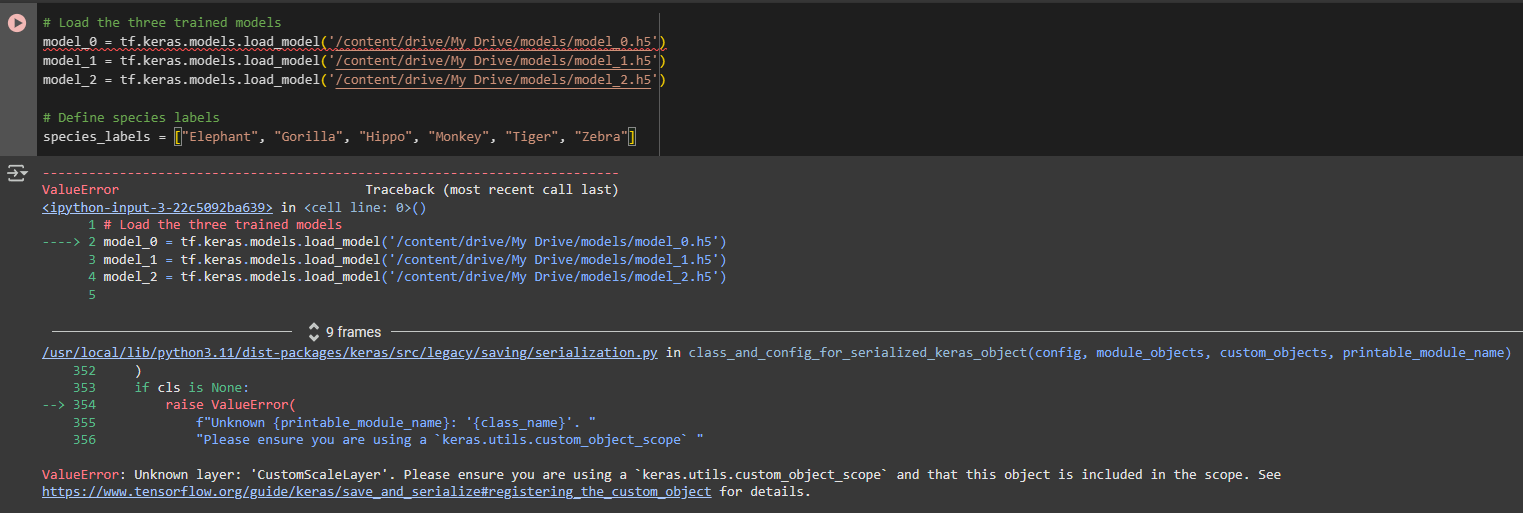 # Load the three trained models
model_0 = tf.keras.models.load_model('/content/drive/My Drive/models/model_0.h5')
model_1 = tf.keras.models.load_model('/content/drive/My Drive/models/model_1.h5')
model_2 = tf.keras.models.load_model('/content/drive/My Drive/models/model_2.h5')
# Define species labels
species_labels = ["Elephant", "Gorilla", "Hippo", "Monkey", "Tiger", "Zebra"]
---------------------------------------------------------------------------
ValueError Traceback (most recent call last)
<ipython-input-3-22c5092ba639> in <cell line: 0>()
1 # Load the three trained models
----> 2 model_0 = tf.keras.models.load_model('/content/drive/My Drive/models/model_0.h5')
3 model_1 = tf.keras.models.load_model('/content/drive/My Drive/models/model_1.h5')
4 model_2 = tf.keras.models.load_model('/content/drive/My Drive/models/model_2.h5')
5
9 frames
/usr/local/lib/python3.11/dist-packages/keras/src/legacy/saving/serialization.py in class_and_config_for_serialized_keras_object(config, module_objects, custom_objects, printable_module_name)
352 )
353 if cls is None:
--> 354 raise ValueError(
355 f"Unknown {printable_module_name}: '{class_name}'. "
356 "Please ensure you are using a `keras.utils.custom_object_scope` "
ValueError: Unknown layer: 'CustomScaleLayer'. Please ensure you are using a `keras.utils.custom_object_scope` and that this object is included in the scope. See
https://www.tensorflow.org/guide/keras/save_and_serialize#registering_the_custom_object for details.